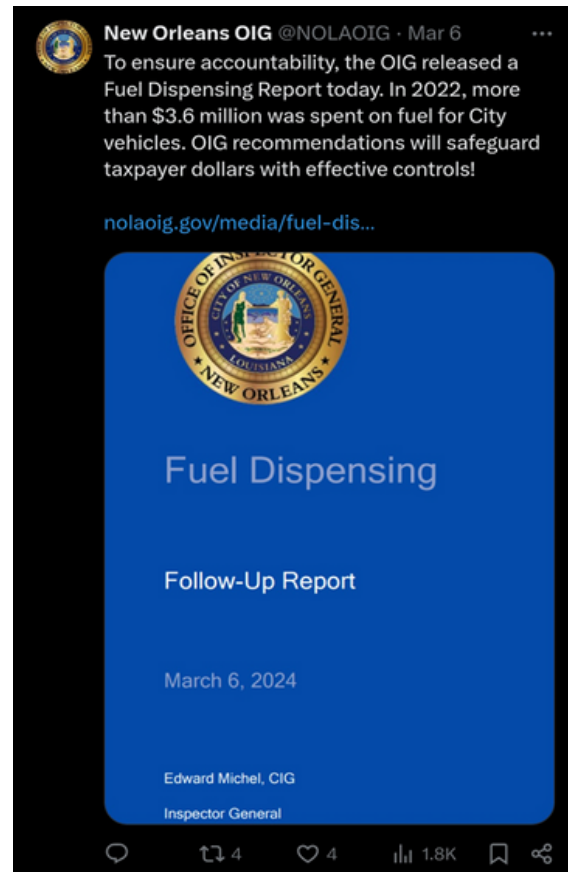 New Orleans OIG @NOLAOIG · Mar 6
To ensure accountability, the OIG released a
Fuel Dispensing Report today. In 2022, more
than $3.6 million was spent on fuel for City
vehicles. OIG recommendations will safeguard
taxpayer dollars with effective controls!
nolaoig.gov/media/fuel-dis...
OFFICE OF INSPECTOR GENERAL
CITY OF NEW ORLEANS
LOUISIANA
NEW ORLEANS
Fuel Dispensing
Follow-Up Report
March 6, 2024
Edward Michel, CIG
Inspector General
4 4 1.8K